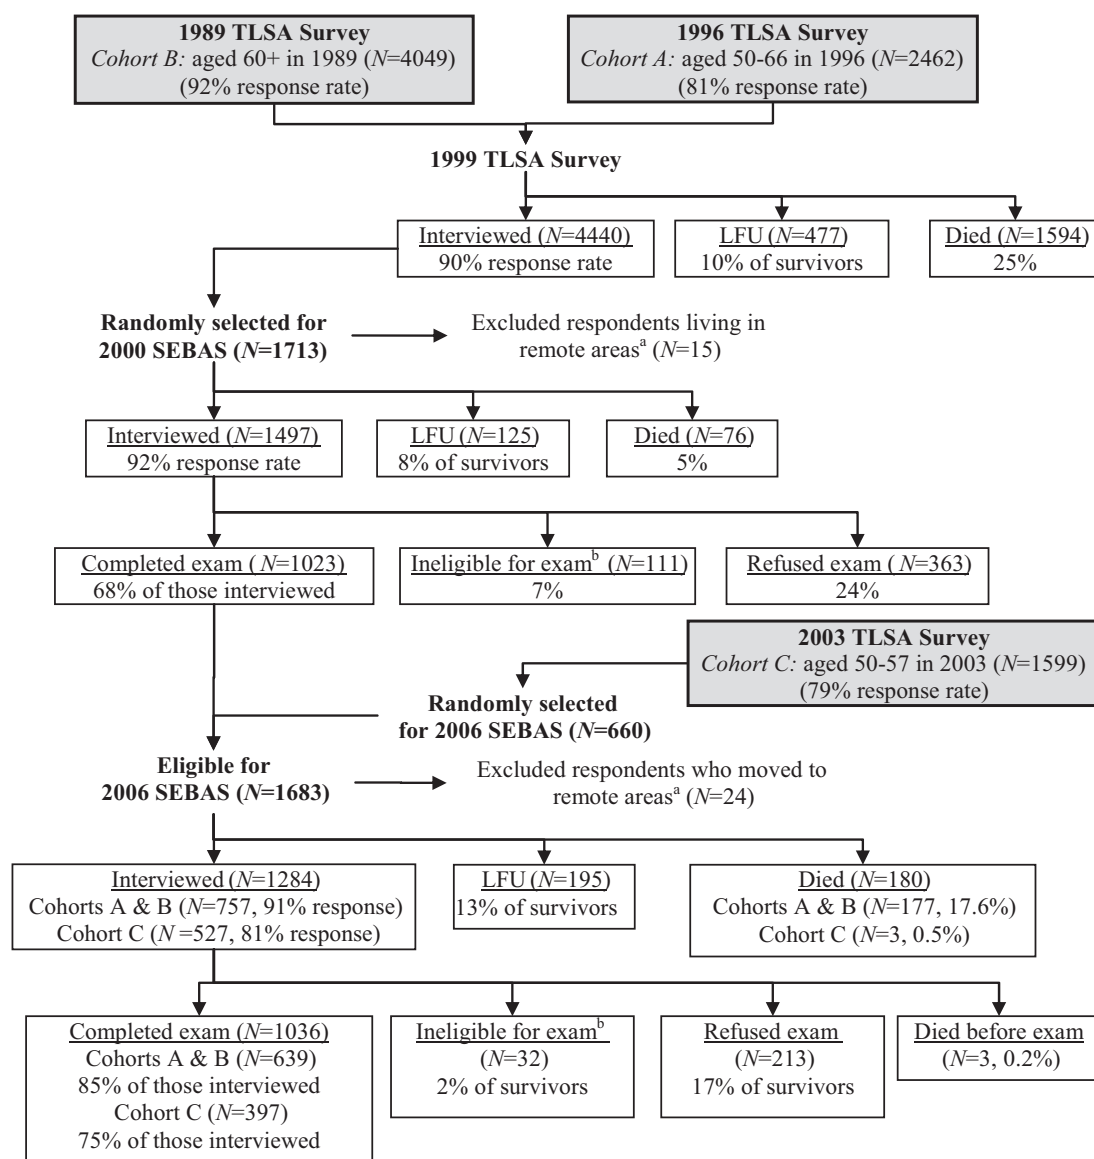 1989 TLSA Survey
Cohort B: aged 60+ in 1989 (N=4049)
(92% response rate)
1996 TLSA Survey
Cohort A: aged 50-66 in 1996 (N=2462)
(81% response rate)
1999 TLSA Survey
Interviewed (N=4440)
90% response rate
LFU (N=477)
10% of survivors
Died (N=1594)
25%
Randomly selected for
2000 SEBAS (N=1713)
Excluded respondents living in
remote areasᵃ (N=15)
Interviewed (N=1497)
92% response rate
LFU (N=125)
8% of survivors
Died (N=76)
5%
Completed exam (N=1023)
68% of those interviewed
Ineligible for examᵇ (N=111)
7%
Refused exam (N=363)
24%
2003 TLSA Survey
Cohort C: aged 50-57 in 2003 (N=1599)
(79% response rate)
Randomly selected
for 2006 SEBAS (N=660)
Eligible for
2006 SEBAS (N=1683)
Excluded respondents who moved to
remote areasᵃ (N=24)
Interviewed (N=1284)
Cohorts A & B (N=757, 91% response)
Cohort C (N =527, 81% response)
LFU (N=195)
13% of survivors
Died (N=180)
Cohorts A & B (N=177, 17.6%)
Cohort C (N=3, 0.5%)
Completed exam (N=1036)
Cohorts A & B (N=639)
85% of those interviewed
Cohort C (N=397)
75% of those interviewed
Ineligible for examᵇ
(N=32)
2% of survivors
Refused exam
(N=213)
17% of survivors
Died before exam
(N=3, 0.2%)